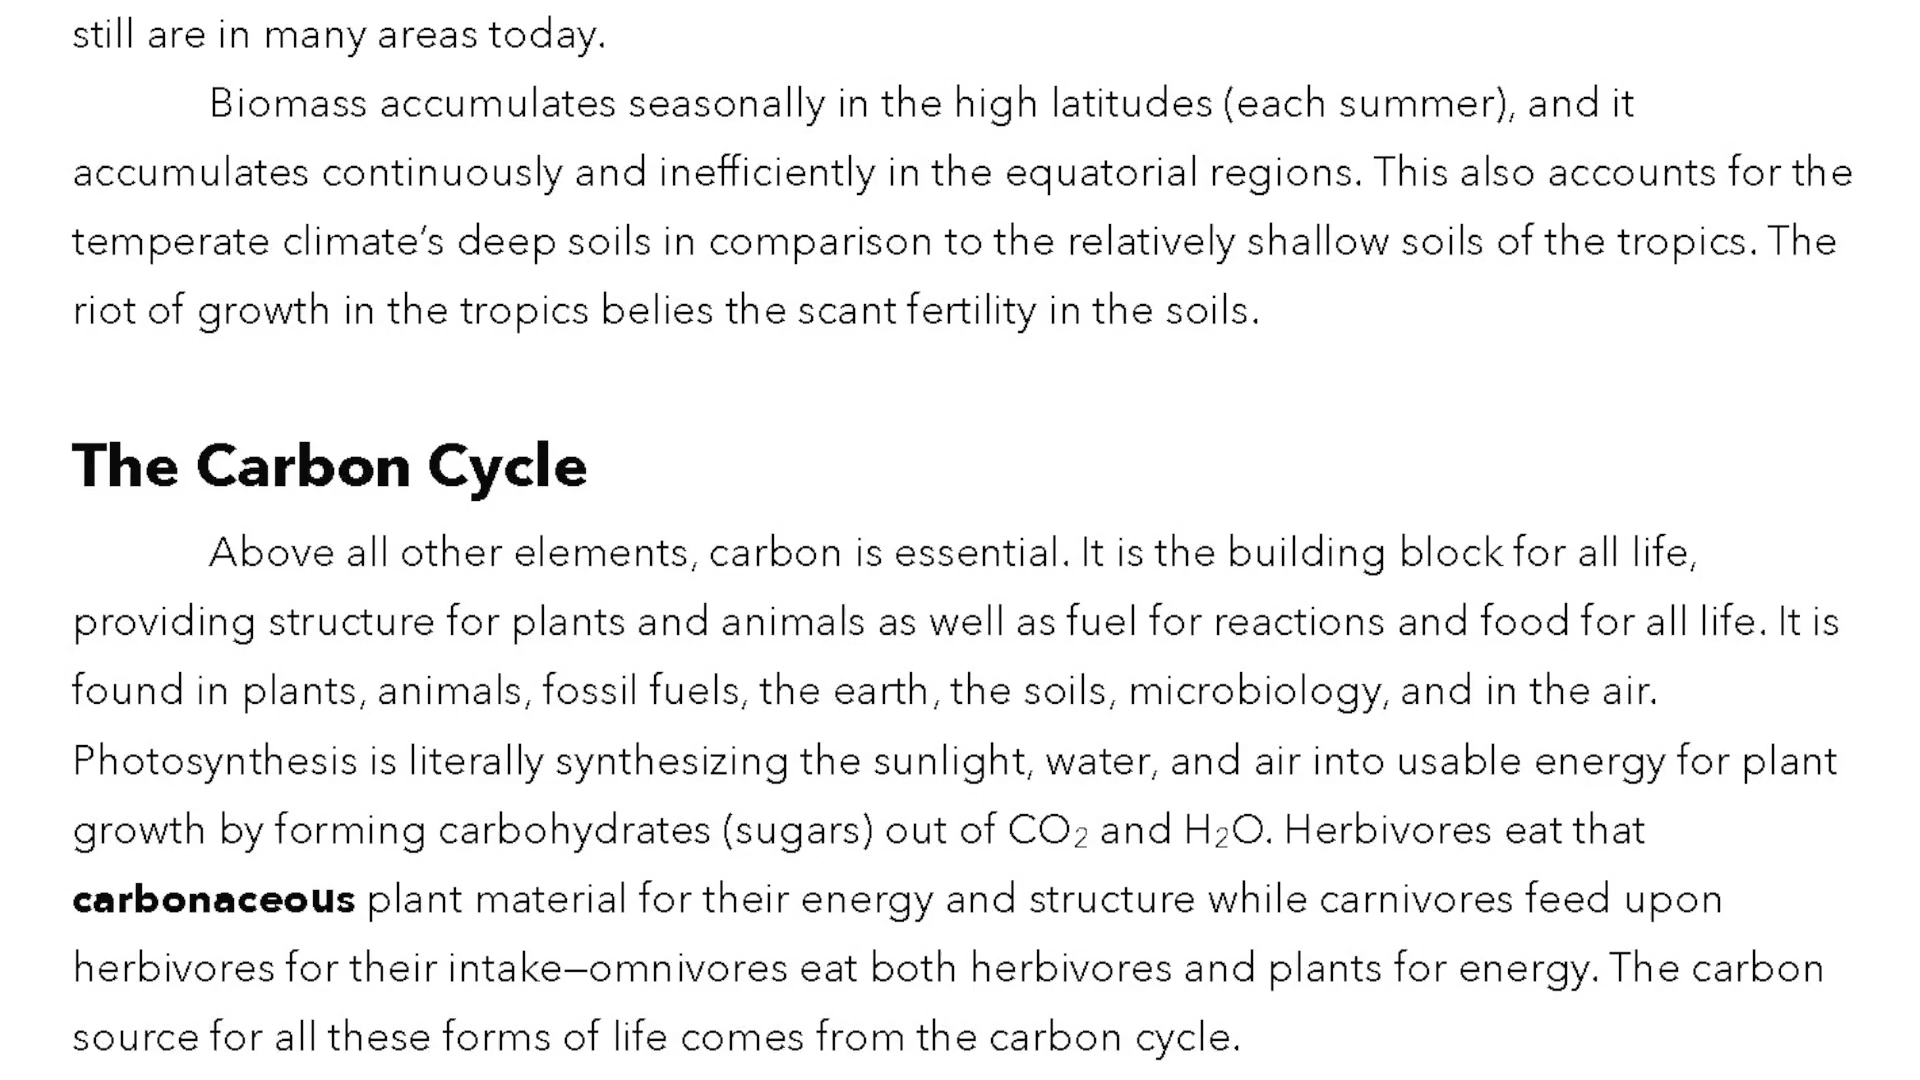 still are in many areas today.
Biomass accumulates seasonally in the high latitudes (each summer), and it
accumulates continuously and inefficiently in the equatorial regions. This also accounts for the
temperate climate’s deep soils in comparison to the relatively shallow soils of the tropics. The
riot of growth in the tropics belies the scant fertility in the soils.
The Carbon Cycle
Above all other elements, carbon is essential. It is the building block for all life,
providing structure for plants and animals as well as fuel for reactions and food for all life. It is
found in plants, animals, fossil fuels, the earth, the soils, microbiology, and in the air.
Photosynthesis is literally synthesizing the sunlight, water, and air into usable energy for plant
growth by forming carbohydrates (sugars) out of CO₂ and H₂O. Herbivores eat that
carbonaceous plant material for their energy and structure while carnivores feed upon
herbivores for their intake—omnivores eat both herbivores and plants for energy. The carbon
source for all these forms of life comes from the carbon cycle.